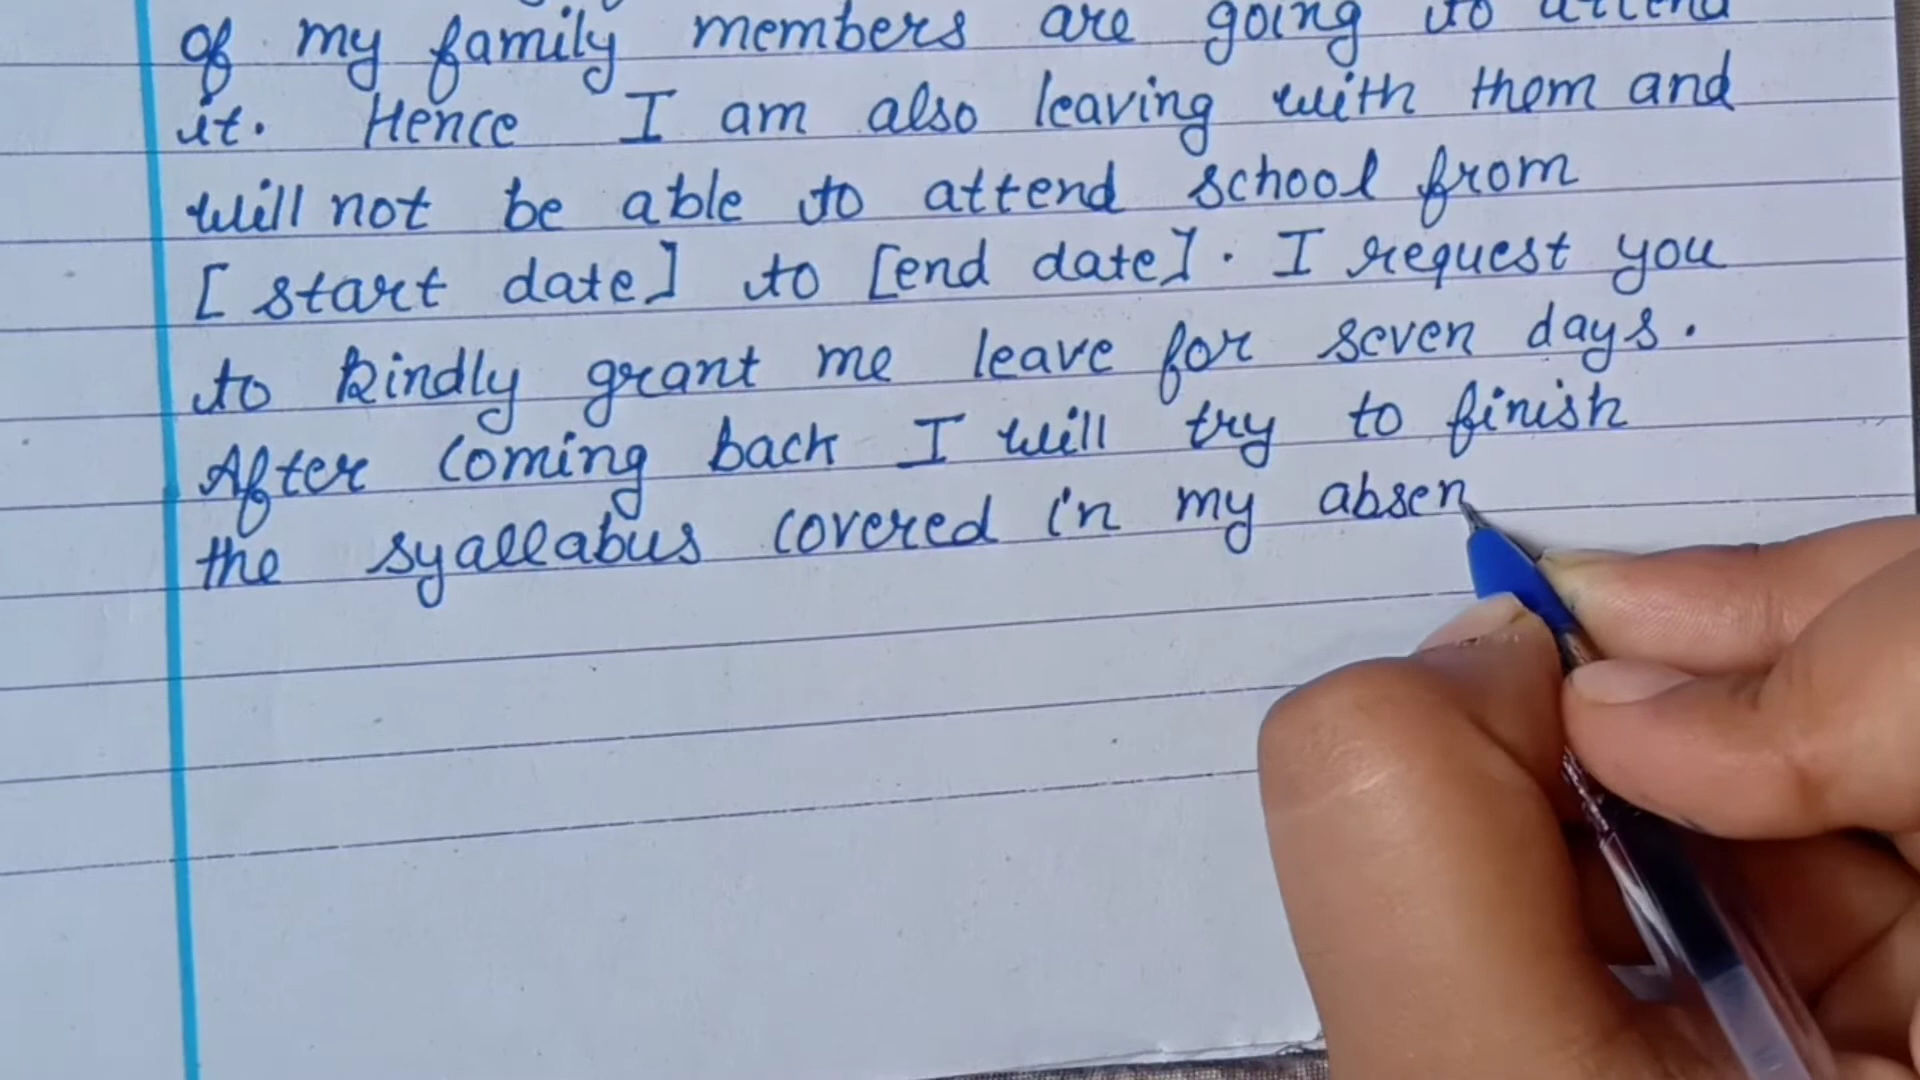 of my family members are going to attend
it. Hence I am also leaving with them and
will not be able to attend school from
[start date] to [end date]. I request you
to kindly grant me leave for seven days.
After coming back I will try to finish
the syallabus covered in my absen